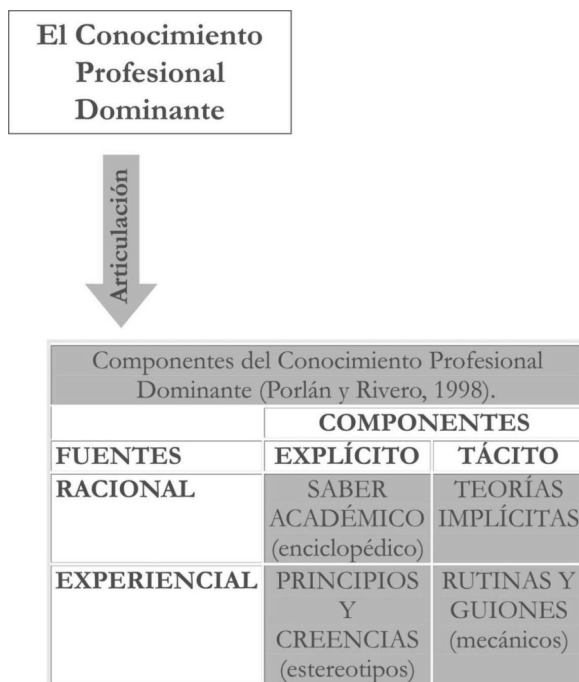 El Conocimiento
Profesional
Dominante
Articulación
Componentes del Conocimiento Profesional
Dominante (Porlán y Rivero, 1998).
COMPONENTES
FUENTES EXPLÍCITO TÁCITO
RACIONAL SABER TEORÍAS
ACADÉMICO IMPLÍCITAS
(enciclopédico)
EXPERIENCIAL PRINCIPIOS RUTINAS Y
Y GUIONES
CREENCIAS (mecánicos)
(estereotipos)